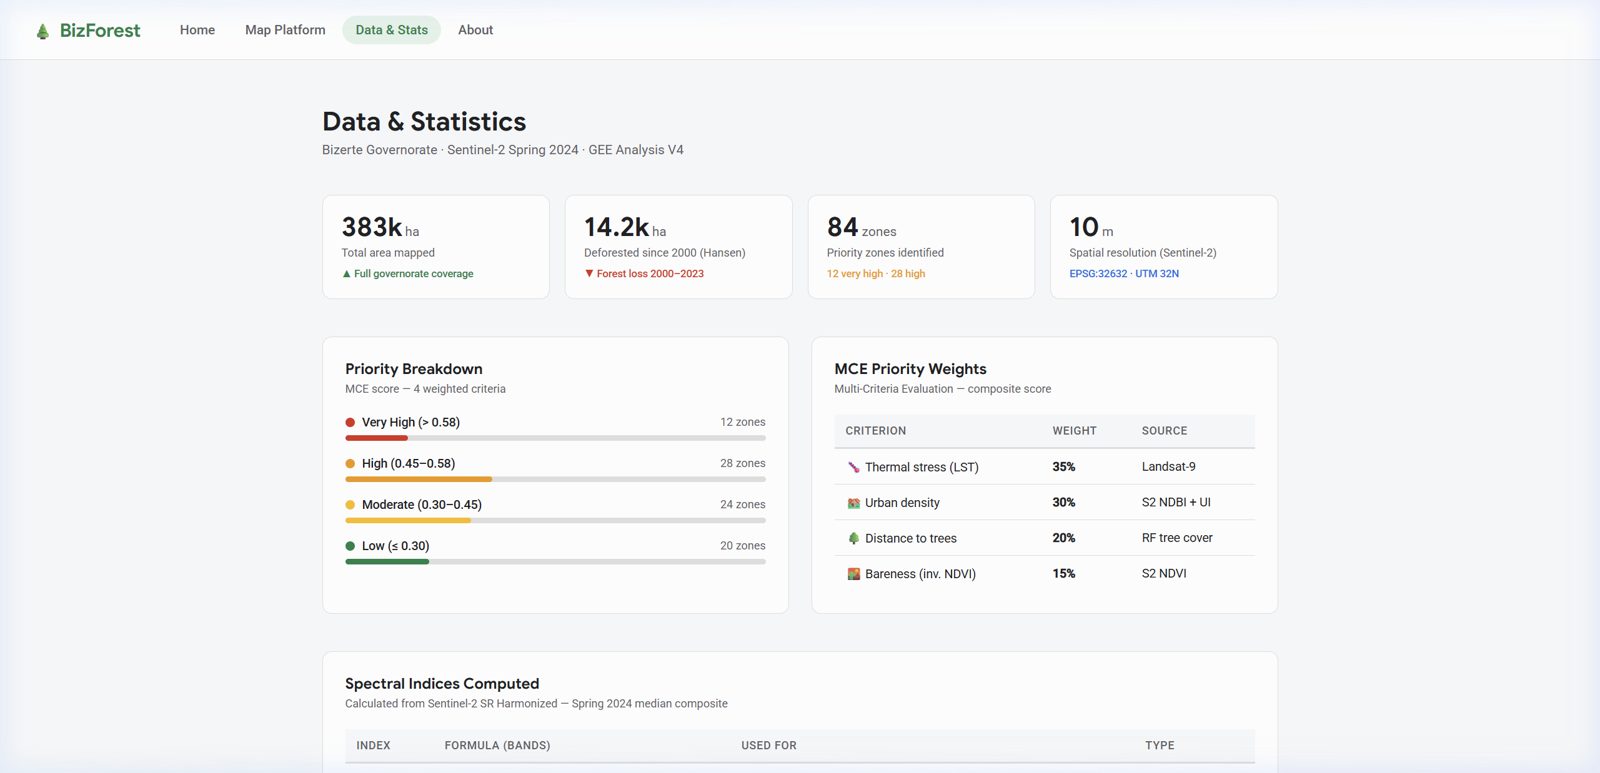 BizForest Home Map Platform Data & Stats About
Data & Statistics
Bizerte Governorate · Sentinel-2 Spring 2024 · GEE Analysis V4
383k ha
Total area mapped
▲ Full governorate coverage
14.2k ha
Deforested since 2000 (Hansen)
▼ Forest loss 2000–2023
84 zones
Priority zones identified
12 very high · 28 high
10 m
Spatial resolution (Sentinel-2)
EPSG:32632 · UTM 32N
Priority Breakdown
MCE score — 4 weighted criteria
Very High (> 0.58) 12 zones
High (0.45–0.58) 28 zones
Moderate (0.30–0.45) 24 zones
Low (≤ 0.30) 20 zones
MCE Priority Weights
Multi-Criteria Evaluation — composite score
CRITERION WEIGHT SOURCE
Thermal stress (LST) 35% Landsat-9
Urban density 30% S2 NDBI + UI
Distance to trees 20% RF tree cover
Bareness (inv. NDVI) 15% S2 NDVI
Spectral Indices Computed
Calculated from Sentinel-2 SR Harmonized — Spring 2024 median composite
INDEX FORMULA (BANDS) USED FOR TYPE